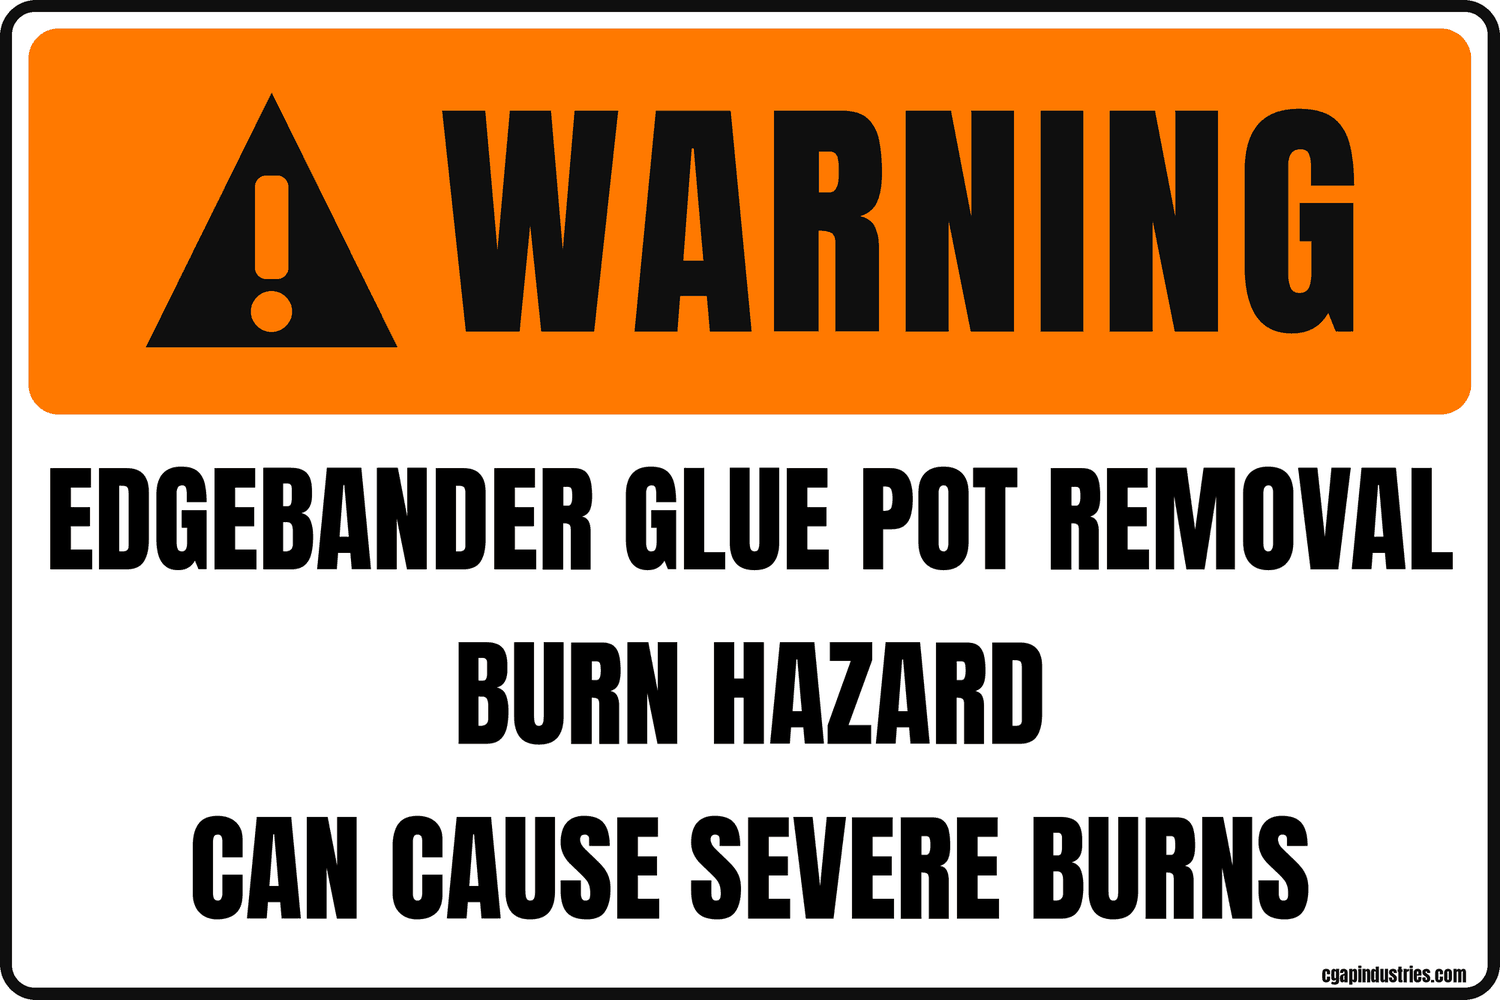 WARNING
EDGEBANDER GLUE POT REMOVAL
BURN HAZARD
CAN CAUSE SEVERE BURNS
cgapindustries.com